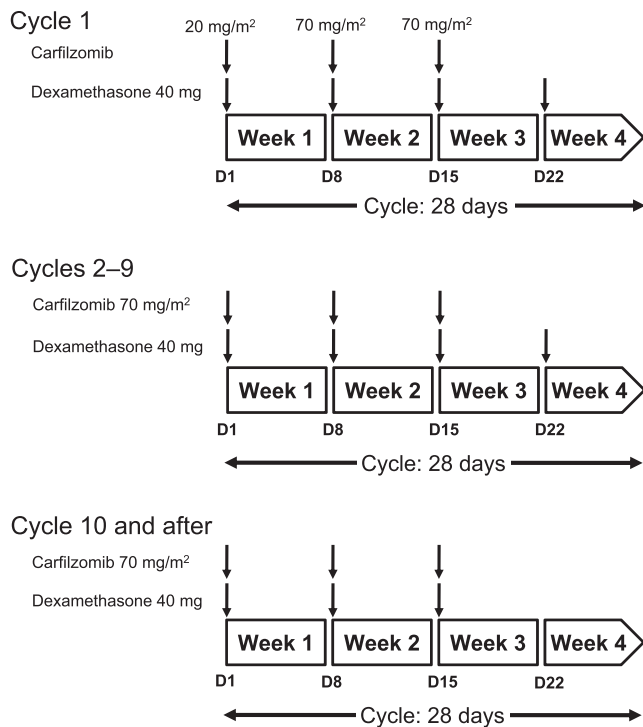 Cycle 1
20 mg/m² 70 mg/m² 70 mg/m²
Carfilzomib
Dexamethasone 40 mg
Week 1 Week 2 Week 3 Week 4
D1 D8 D15 D22
Cycle: 28 days
Cycles 2–9
Carfilzomib 70 mg/m²
Dexamethasone 40 mg
Week 1 Week 2 Week 3 Week 4
D1 D8 D15 D22
Cycle: 28 days
Cycle 10 and after
Carfilzomib 70 mg/m²
Dexamethasone 40 mg
Week 1 Week 2 Week 3 Week 4
D1 D8 D15 D22
Cycle: 28 days